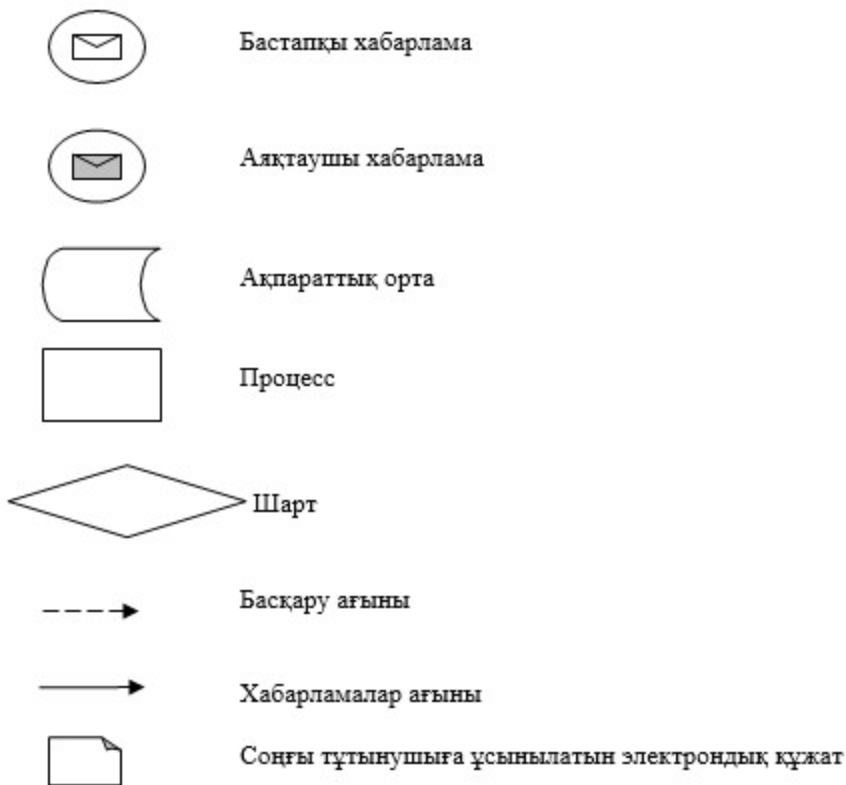 Бастапқы хабарлама
Аяқтаушы хабарлама
Ақпараттық орта
Процесс
Шарт
Басқару ағыны
Хабарламалар ағыны
Соңғы тұтынушыға ұсынылатын электрондық құжат